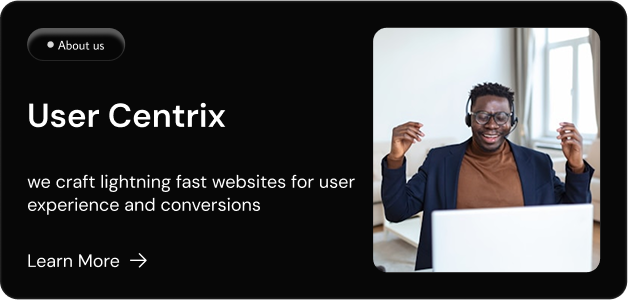 About us
User Centrix
we craft lightning fast websites for user
experience and conversions
Learn More →